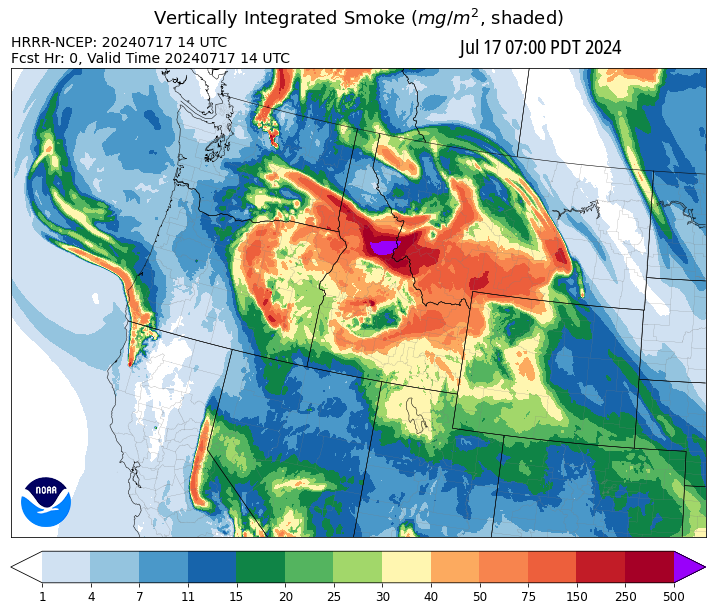 Vertically Integrated Smoke (mg/m², shaded)
HRRR-NCEP: 20240717 14 UTC
Fcst Hr: 0, Valid Time 20240717 14 UTC
Jul 17 07:00 PDT 2024
NOAA
1 4 7 11 15 20 25 30 40 50 75 150 250 500